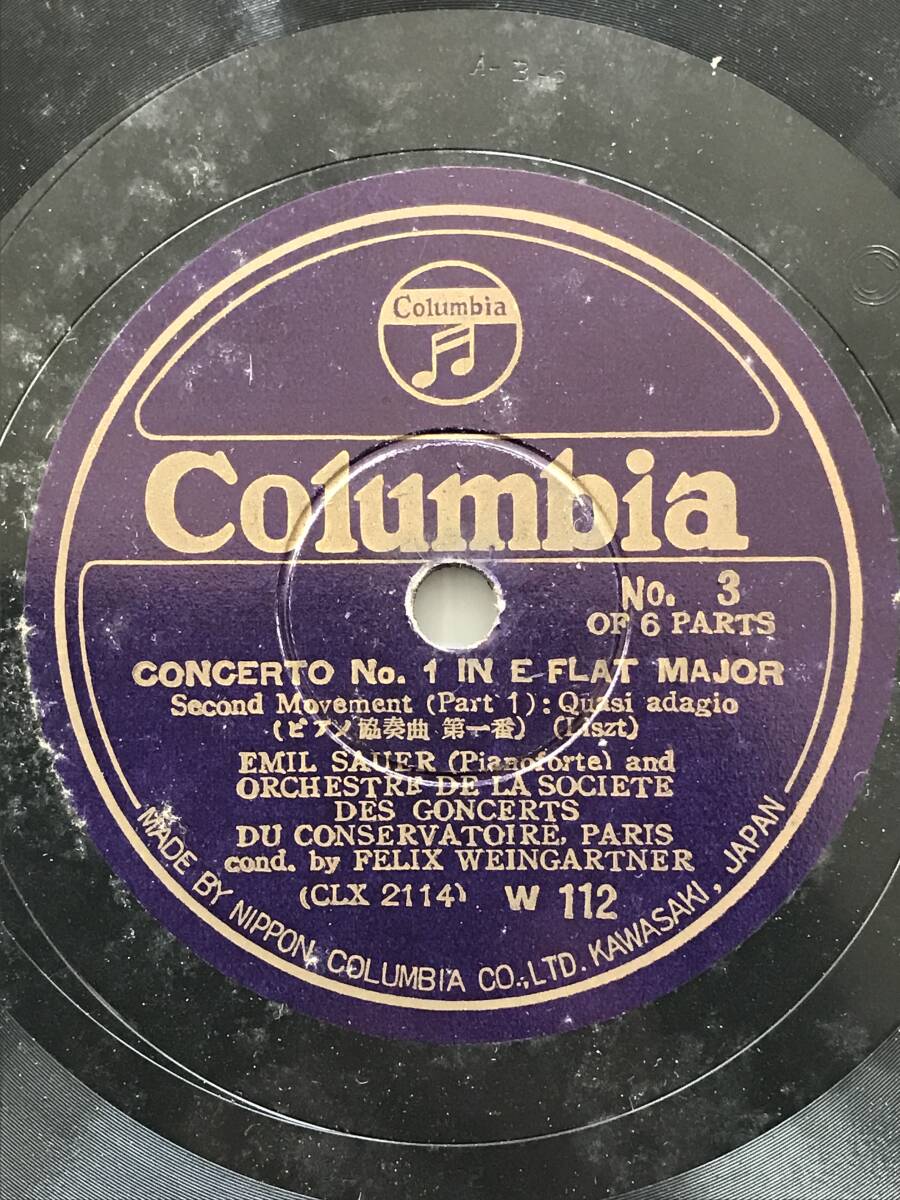 A-3-5
Columbia
Columbia
No. 3
OF 6 PARTS
CONCERTO No. 1 IN E FLAT MAJOR
Second Movement (Part 1): Quasi adagio
(ピアノ協奏曲 第一番) (Liszt)
EMIL SAUER (Pianoforte) and
ORCHESTRE DE LA SOCIETE
DES GONCERTS
DU CONSERVATOIRE, PARIS
cond. by FELIX WEINGARTNER
(CLX 2114) W 112
MADE BY NIPPON COLUMBIA CO., LTD. KAWASAKI, JAPAN
C